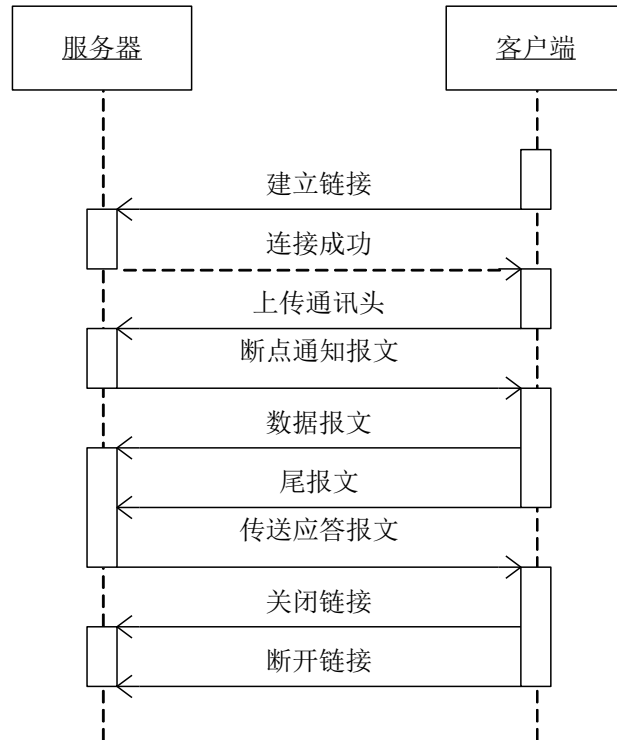 服务器
客户端
建立链接
连接成功
上传通讯头
断点通知报文
数据报文
尾报文
传送应答报文
关闭链接
断开链接